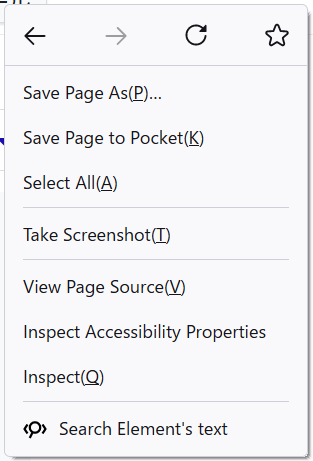 Save Page As(P)...
Save Page to Pocket(K)
Select All(A)
Take Screenshot(T)
View Page Source(V)
Inspect Accessibility Properties
Inspect(Q)
Search Element's text